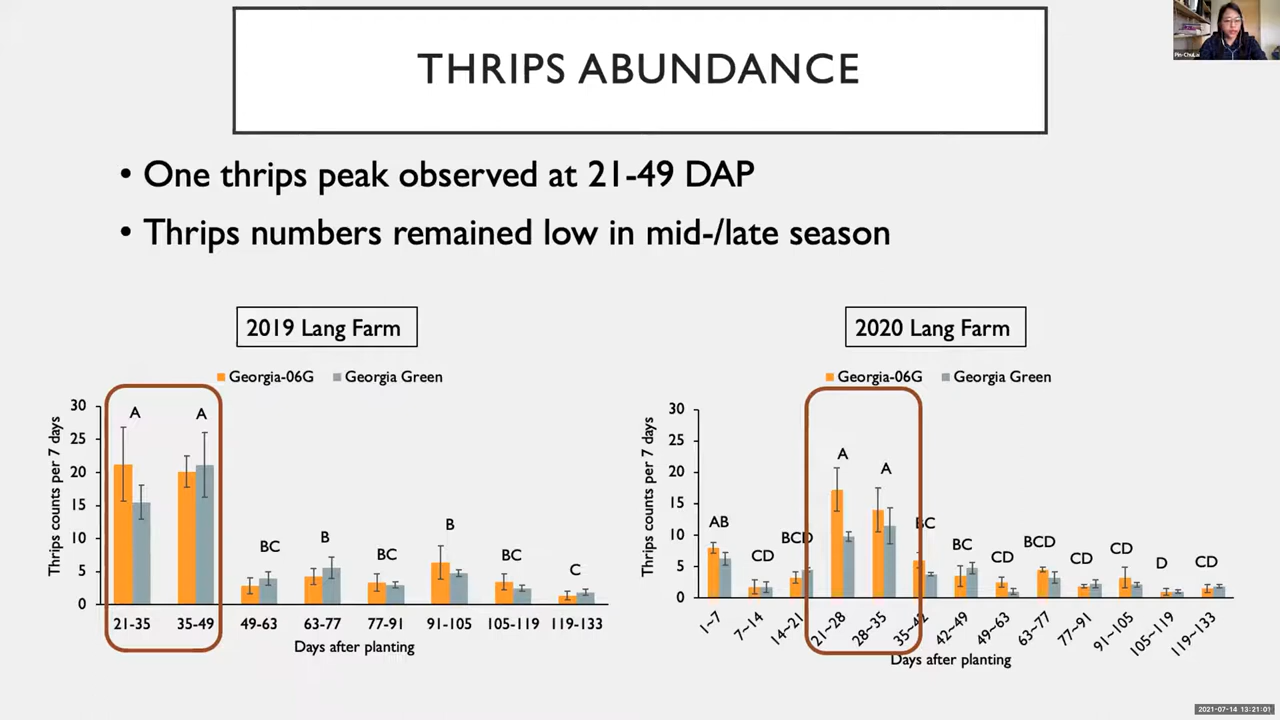 THRIPS ABUNDANCE
• One thrips peak observed at 21-49 DAP
• Thrips numbers remained low in mid-/late season
2019 Lang Farm
Georgia-06G Georgia Green
Thrips counts per 7 days
30
25
20
15
10
5
0
A A BC B BC B BC C
21-35 35-49 49-63 63-77 77-91 91-105 105-119 119-133
Days after planting
2020 Lang Farm
Georgia-06G Georgia Green
Thrips counts per 7 days
30
25
20
15
10
5
0
AB CD BCD A A BC BC CD BCD CD CD D CD
1~7 7~14 14~21 21~28 28~35 35~42 42~49 49~63 63~77 77~91 91~105 105~119 119~133
Days after planting
Pin-Chu Lai
2021-07-14 13:21:01